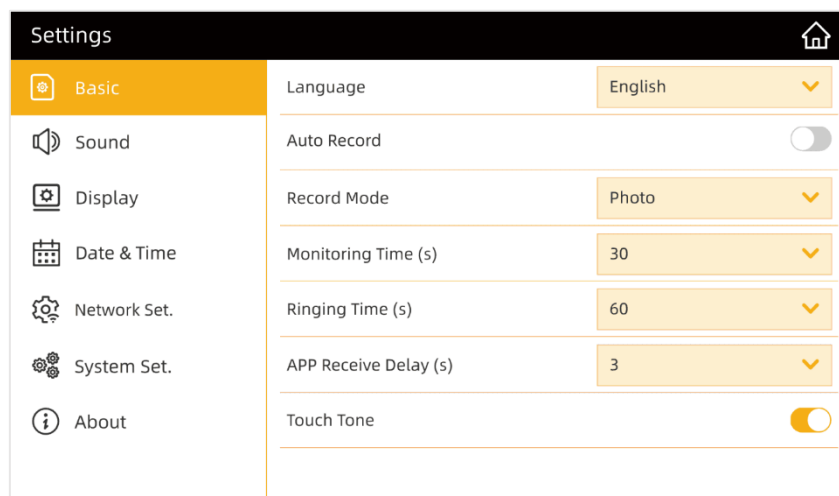 Settings
Basic
Sound
Display
Date & Time
Network Set.
System Set.
About
Language English
Auto Record
Record Mode Photo
Monitoring Time (s) 30
Ringing Time (s) 60
APP Receive Delay (s) 3
Touch Tone